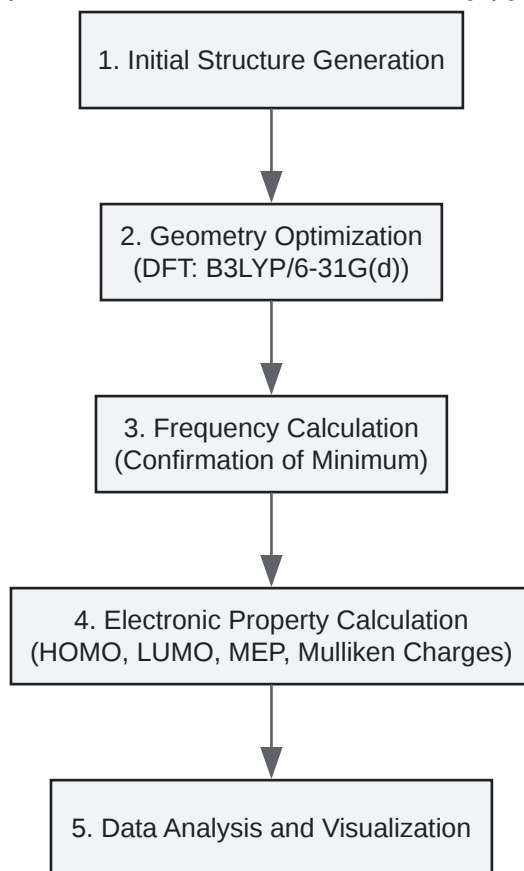 1. Initial Structure Generation
2. Geometry Optimization
(DFT: B3LYP/6-31G(d))
3. Frequency Calculation
(Confirmation of Minimum)
4. Electronic Property Calculation
(HOMO, LUMO, MEP, Mulliken Charges)
5. Data Analysis and Visualization